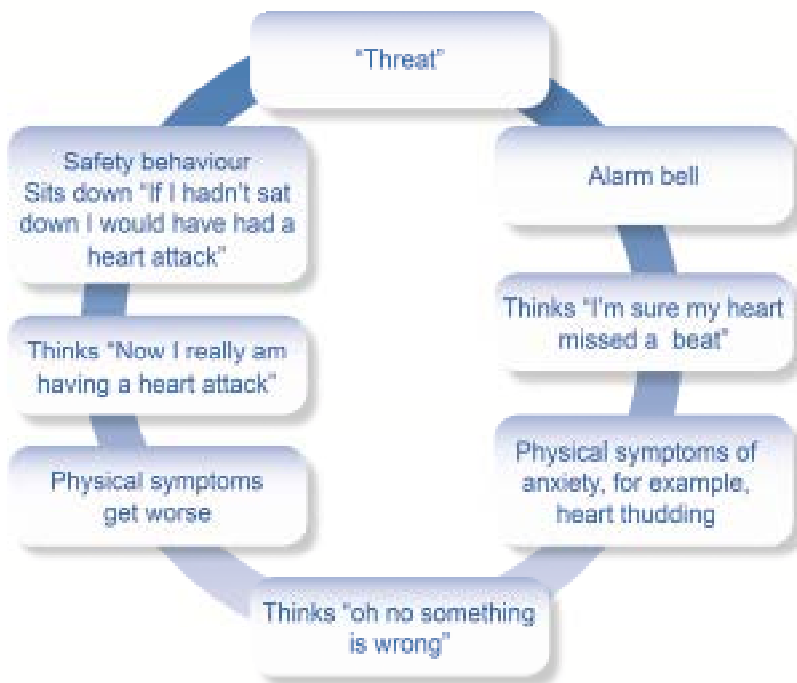 "Threat"
Alarm bell
Thinks "I'm sure my heart
missed a beat"
Physical symptoms of
anxiety, for example,
heart thudding
Thinks "oh no something
is wrong"
Physical symptoms
get worse
Thinks "Now I really am
having a heart attack"
Safety behaviour
Sits down "If I hadn't sat
down I would have had a
heart attack"